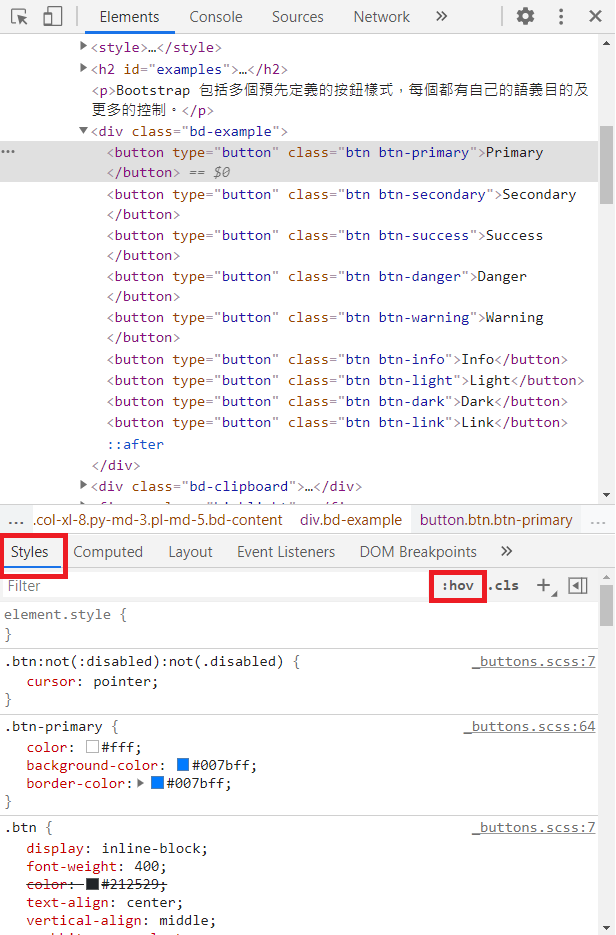 Elements Console Sources Network »
<style>…</style>
<h2 id="examples">…</h2>
<p>Bootstrap 包括多個預先定義的按鈕樣式，每個都有自己的語義目的及
更多的控制。</p>
<div class="bd-example">
<button type="button" class="btn btn-primary">Primary
</button> == $0
<button type="button" class="btn btn-secondary">Secondary
</button>
<button type="button" class="btn btn-success">Success
</button>
<button type="button" class="btn btn-danger">Danger
</button>
<button type="button" class="btn btn-warning">Warning
</button>
<button type="button" class="btn btn-info">Info</button>
<button type="button" class="btn btn-light">Light</button>
<button type="button" class="btn btn-dark">Dark</button>
<button type="button" class="btn btn-link">Link</button>
::after
</div>
<div class="bd-clipboard">…</div>
… .col-xl-8.py-md-3.pl-md-5.bd-content div.bd-example button.btn.btn-primary …
Styles Computed Layout Event Listeners DOM Breakpoints »
Filter :hov .cls +
element.style {
}
.btn:not(:disabled):not(.disabled) { _buttons.scss:7
cursor: pointer;
}
.btn-primary { _buttons.scss:64
color: #fff;
background-color: #007bff;
border-color: #007bff;
}
.btn { _buttons.scss:7
display: inline-block;
font-weight: 400;
color: #212529;
text-align: center;
vertical-align: middle;